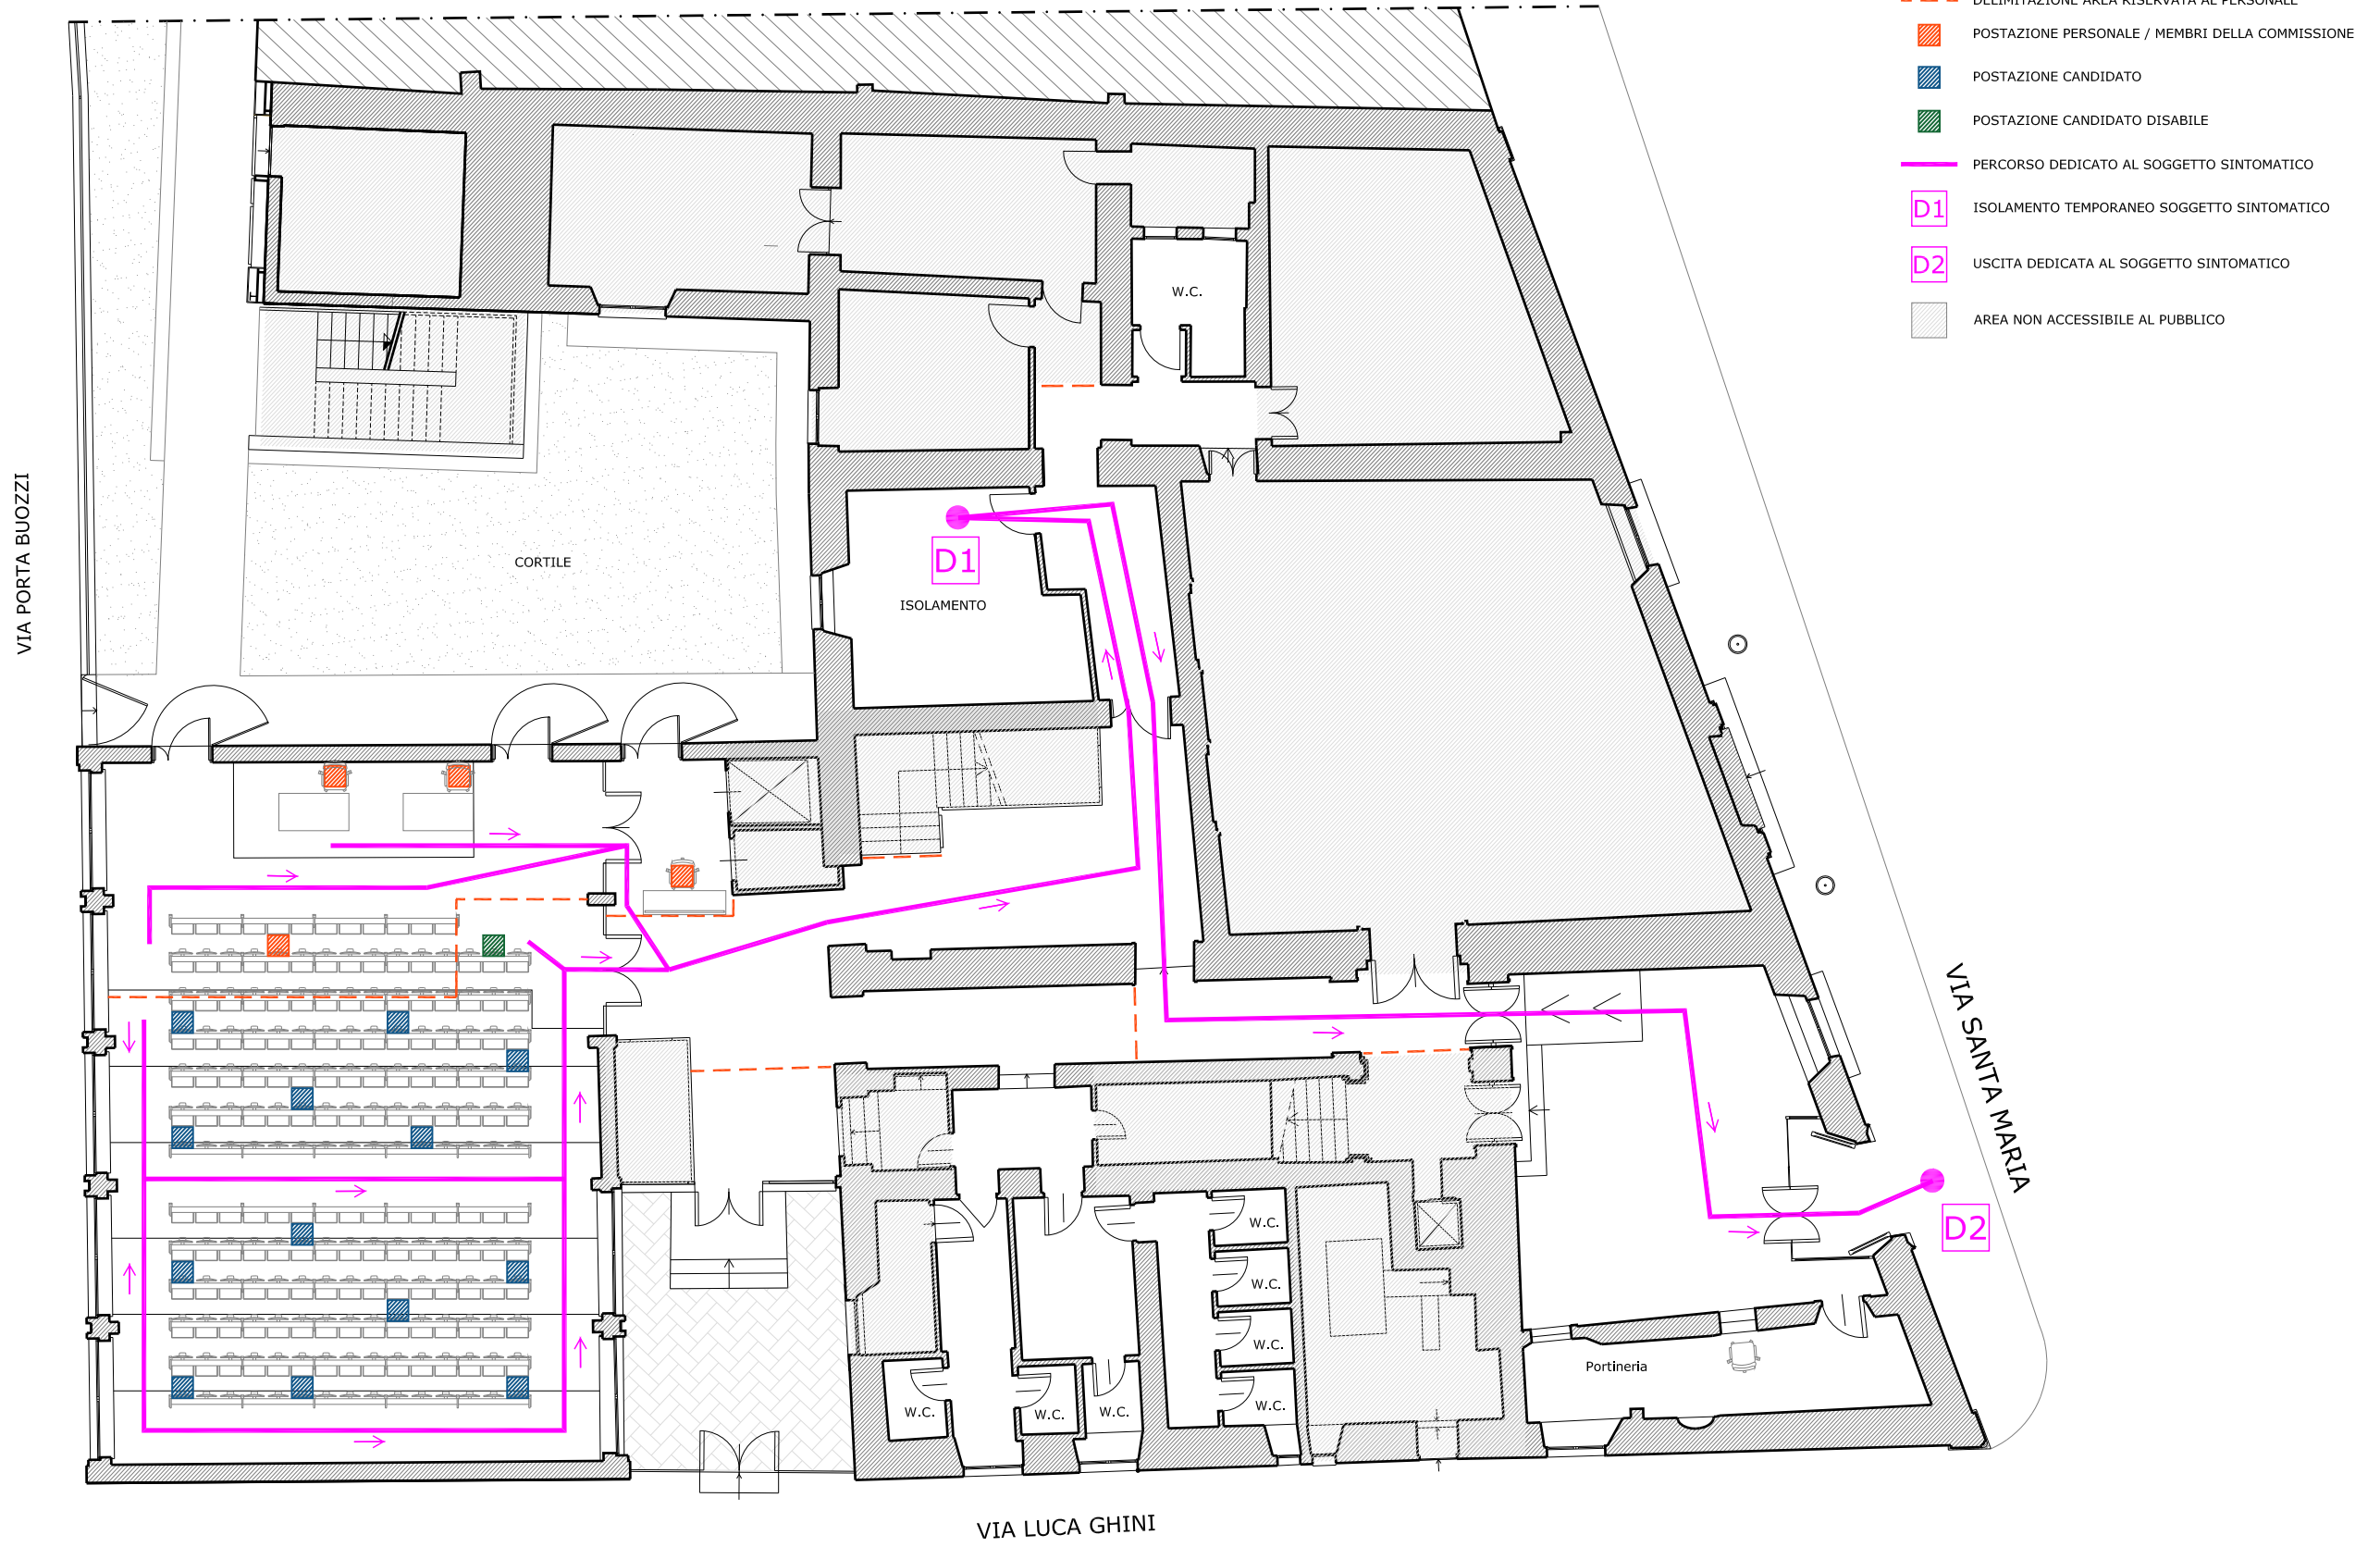 DELIMITAZIONE AREA RISERVATA AL PERSONALE
POSTAZIONE PERSONALE / MEMBRI DELLA COMMISSIONE
POSTAZIONE CANDIDATO
POSTAZIONE CANDIDATO DISABILE
PERCORSO DEDICATO AL SOGGETTO SINTOMATICO
D1 ISOLAMENTO TEMPORANEO SOGGETTO SINTOMATICO
D2 USCITA DEDICATA AL SOGGETTO SINTOMATICO
AREA NON ACCESSIBILE AL PUBBLICO
W.C.
VIA PORTA BUOZZI
CORTILE
D1
ISOLAMENTO
VIA SANTA MARIA
D2
W.C.
W.C.
W.C.
W.C.
W.C.
W.C.
W.C.
Portineria
VIA LUCA GHINI